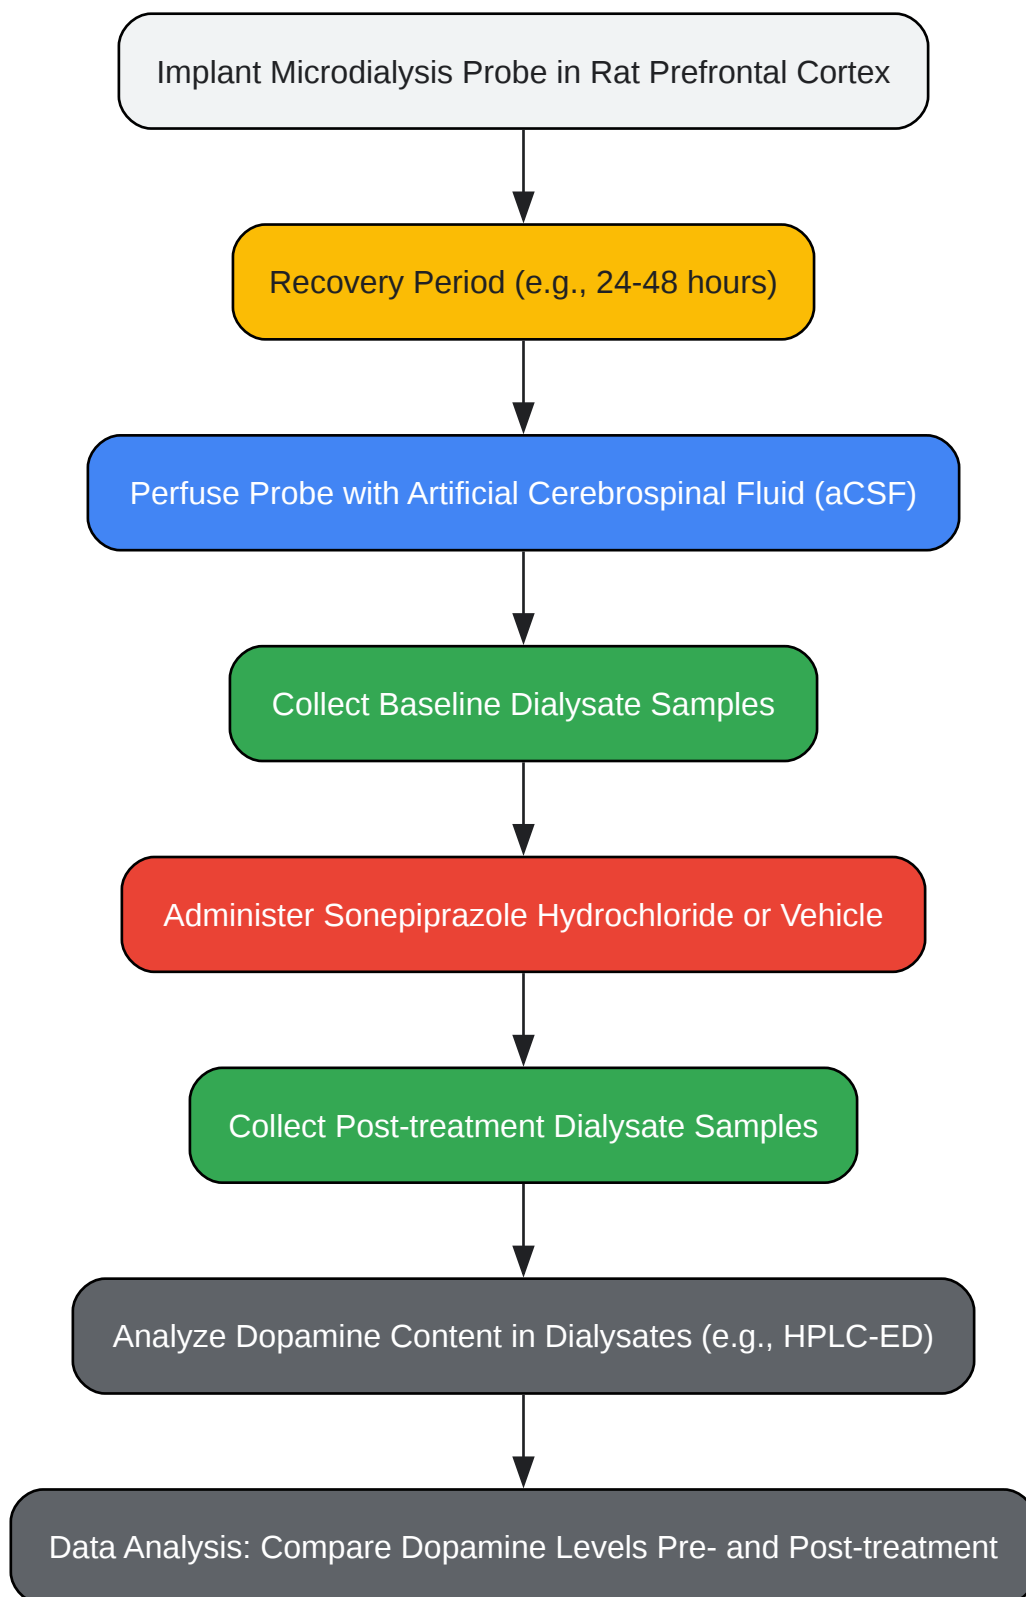 Implant Microdialysis Probe in Rat Prefrontal Cortex
Recovery Period (e.g., 24-48 hours)
Perfuse Probe with Artificial Cerebrospinal Fluid (aCSF)
Collect Baseline Dialysate Samples
Administer Sonepiprazole Hydrochloride or Vehicle
Collect Post-treatment Dialysate Samples
Analyze Dopamine Content in Dialysates (e.g., HPLC-ED)
Data Analysis: Compare Dopamine Levels Pre- and Post-treatment